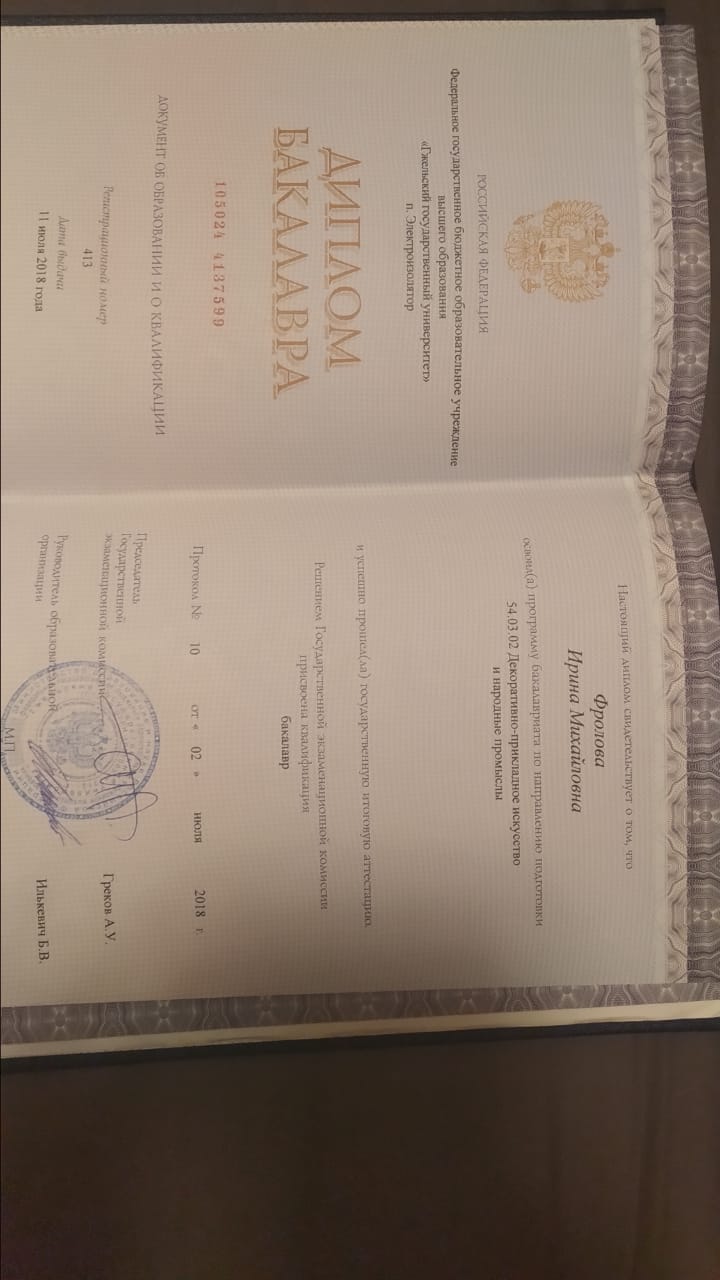 РОССИЙСКАЯ ФЕДЕРАЦИЯ
Федеральное государственное бюджетное образовательное учреждение
высшего образования
«Гжельский государственный университет»
п. Электроизолятор
ДИПЛОМ
БАКАЛАВРА
105024 4137599
ДОКУМЕНТ ОБ ОБРАЗОВАНИИ И О КВАЛИФИКАЦИИ
Регистрационный номер
413
Дата выдачи
11 июля 2018 года
Настоящий диплом свидетельствует о том, что
Фролова
Ирина Михайловна
освоил(а) программу бакалавриата по направлению подготовки
54.03.02 Декоративно-прикладное искусство
и народные промыслы
и успешно прошел(ла) государственную итоговую аттестацию
Решением Государственной экзаменационной комиссии
присвоена квалификация
бакалавр
Протокол № 10 от « 02 » июля 2018 г.
Председатель
Государственной
экзаменационной комиссии Греков А.У.
Руководитель образовательной
организации Илькевич Б.В.
М.П.